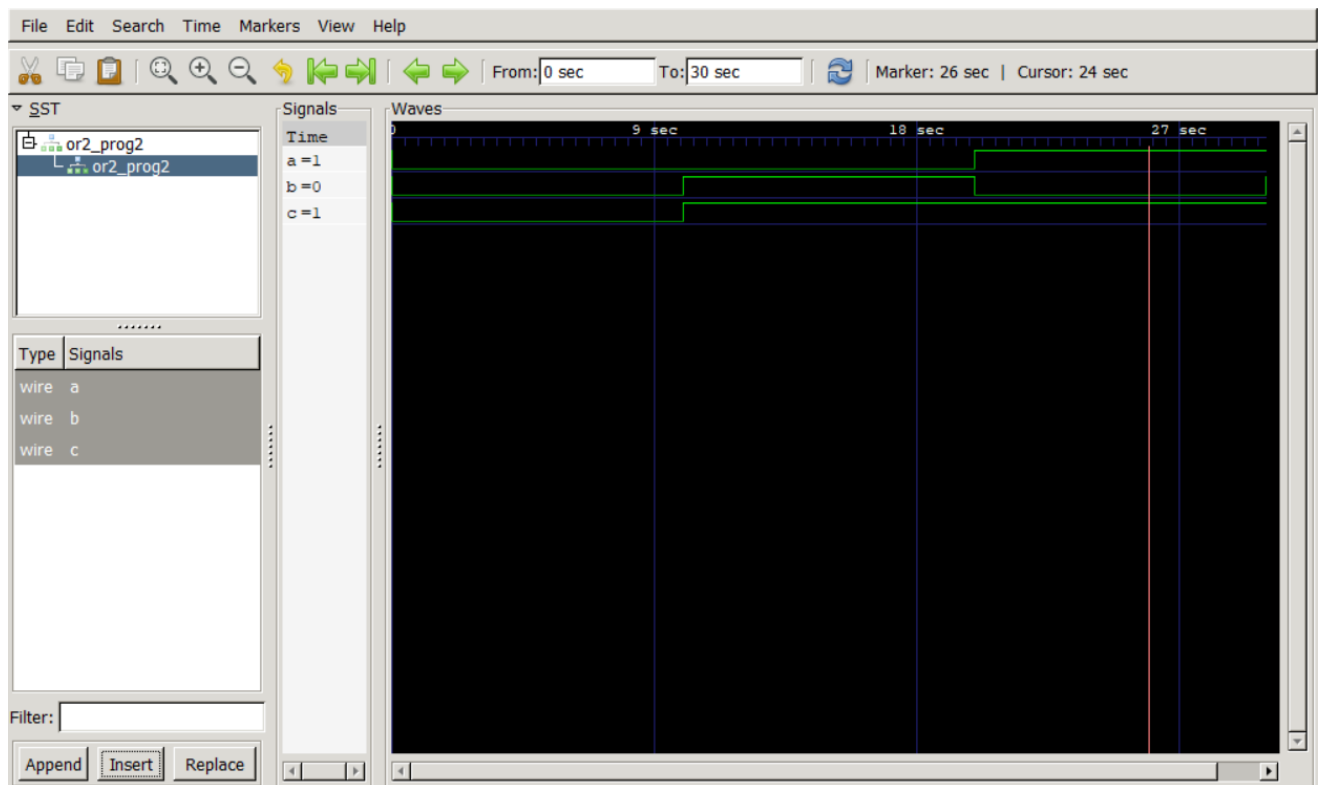 File Edit Search Time Markers View Help
From: 0 sec To: 30 sec Marker: 26 sec | Cursor: 24 sec
SST
or2_prog2
or2_prog2
Type Signals
wire a
wire b
wire c
Filter:
Append Insert Replace
Signals
Time
a=1
b=0
c=1
Waves
0 9 sec 18 sec 27 sec